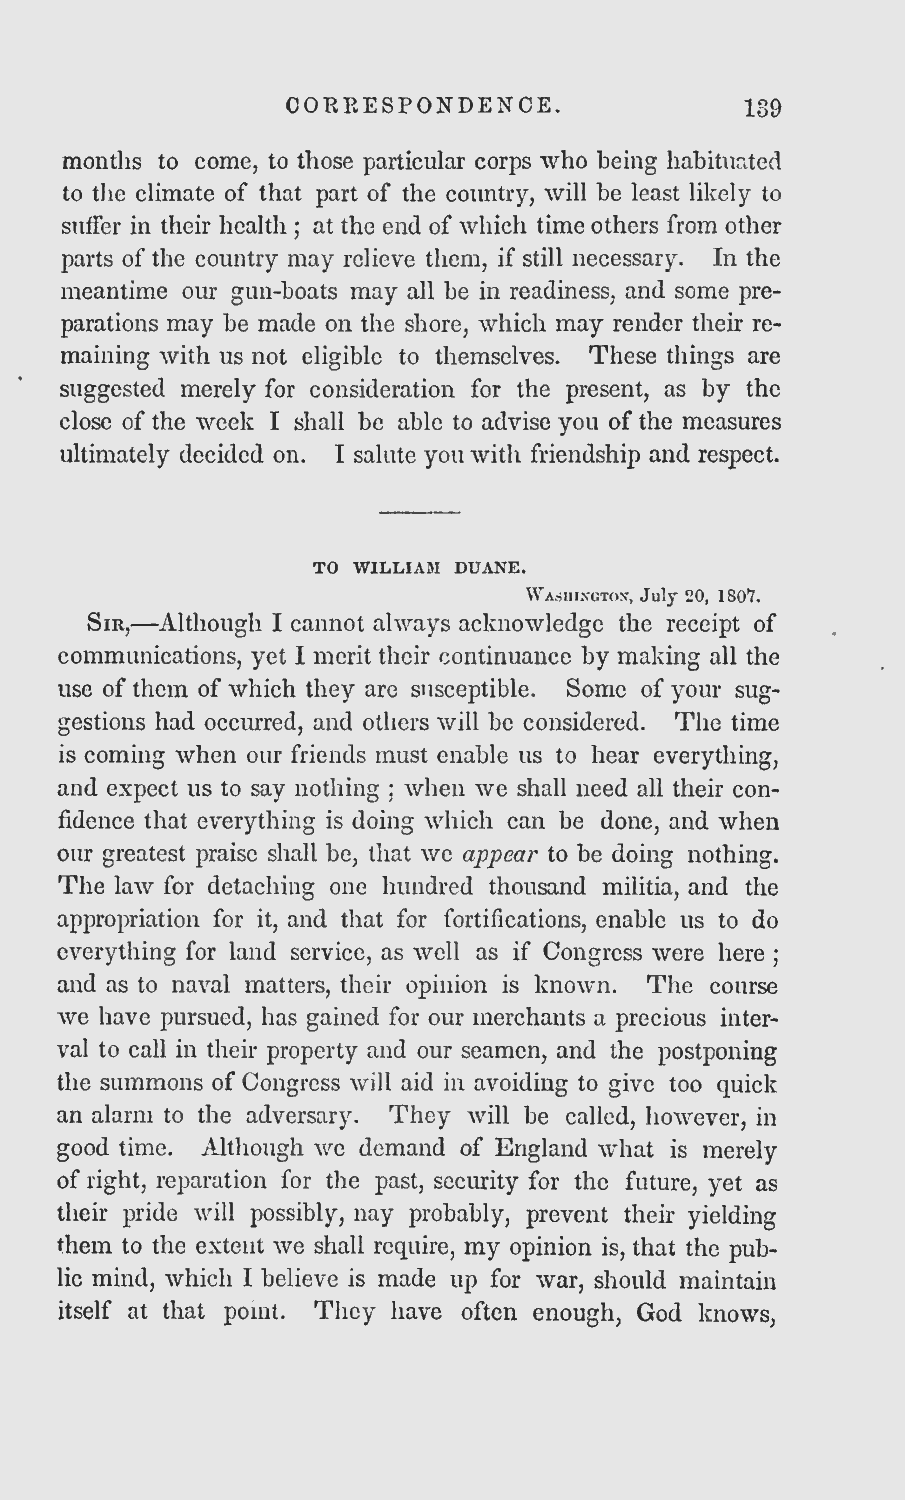 CORRESPONDENCE. 139
months to come, to those particular corps who being habituated
to the climate of that part of the country, will be least likely to
suffer in their health ; at the end of which time others from other
parts of the country may relieve them, if still necessary. In the
meantime our gun-boats may all be in readiness, and some pre-
parations may be made on the shore, which may render their re-
maining with us not eligible to themselves. These things are
suggested merely for consideration for the present, as by the
close of the week I shall be able to advise you of the measures
ultimately decided on. I salute you with friendship and respect.
TO WILLIAM DUANE.
WASHINGTON, July 20, 1807.
SIR,—Although I cannot always acknowledge the receipt of
communications, yet I merit their continuance by making all the
use of them of which they are susceptible. Some of your sug-
gestions had occurred, and others will be considered. The time
is coming when our friends must enable us to hear everything,
and expect us to say nothing ; when we shall need all their con-
fidence that everything is doing which can be done, and when
our greatest praise shall be, that we appear to be doing nothing.
The law for detaching one hundred thousand militia, and the
appropriation for it, and that for fortifications, enable us to do
everything for land service, as well as if Congress were here ;
and as to naval matters, their opinion is known. The course
we have pursued, has gained for our merchants a precious inter-
val to call in their property and our seamen, and the postponing
the summons of Congress will aid in avoiding to give too quick
an alarm to the adversary. They will be called, however, in
good time. Although we demand of England what is merely
of right, reparation for the past, security for the future, yet as
their pride will possibly, nay probably, prevent their yielding
them to the extent we shall require, my opinion is, that the pub-
lic mind, which I believe is made up for war, should maintain
itself at that point. They have often enough, God knows,